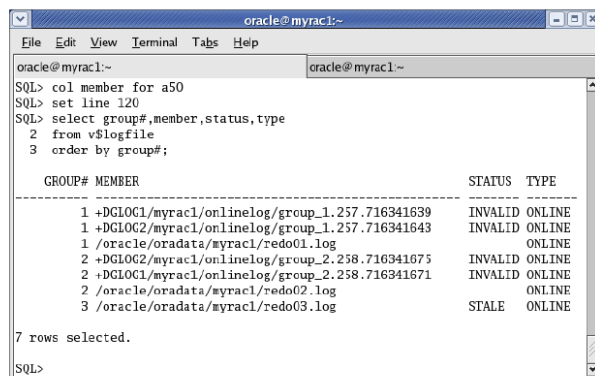 oracle@myrac1:~
File Edit View Terminal Tabs Help
oracle@myrac1:~ oracle@myrac1:~
SQL> col member for a50
SQL> set line 120
SQL> select group#,member,status,type
2 from v$logfile
3 order by group#;
GROUP# MEMBER STATUS TYPE
---------- -------------------------------------------------- ------- -------
1 +DGLOG1/myrac1/onlinelog/group_1.257.716341639 INVALID ONLINE
1 +DGLOG2/myrac1/onlinelog/group_1.257.716341643 INVALID ONLINE
1 /oracle/oradata/myrac1/redo01.log ONLINE
2 +DGLOG2/myrac1/onlinelog/group_2.258.716341675 INVALID ONLINE
2 +DGLOG1/myrac1/onlinelog/group_2.258.716341671 INVALID ONLINE
2 /oracle/oradata/myrac1/redo02.log ONLINE
3 /oracle/oradata/myrac1/redo03.log STALE ONLINE
7 rows selected.
SQL>